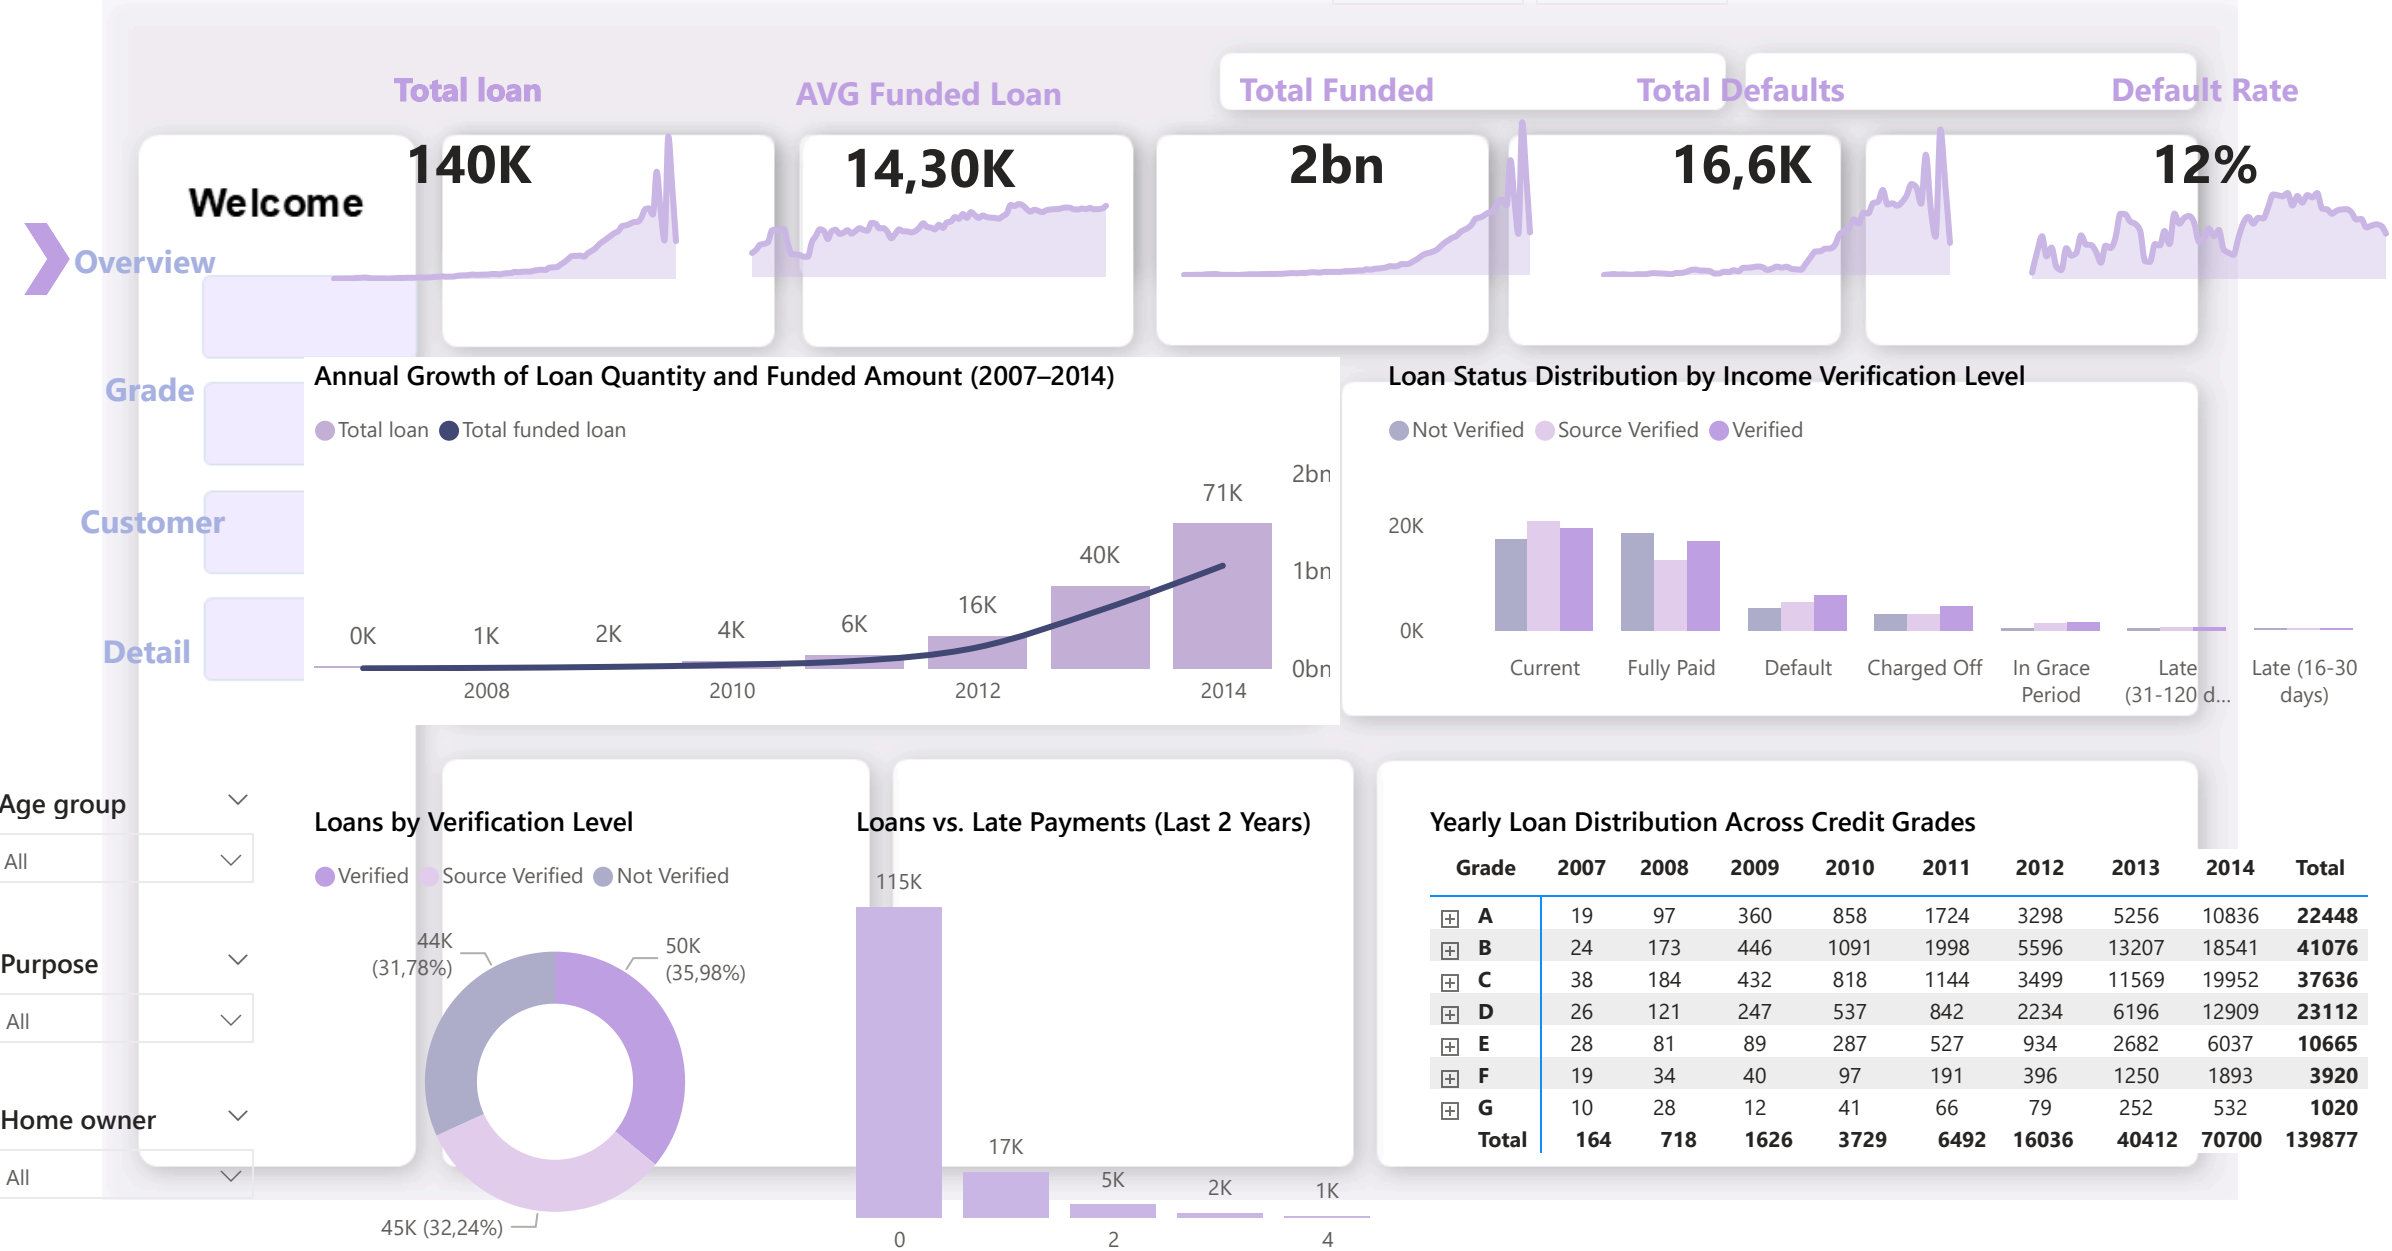 Total loan
AVG Funded Loan
Total Funded
Total Defaults
Default Rate
140K
14,30K
2bn
16,6K
12%
Welcome
Overview
Grade
Customer
Detail
Annual Growth of Loan Quantity and Funded Amount (2007–2014)
Total loan Total funded loan
2bn
1bn
0bn
0K 1K 2K 4K 6K 16K 40K 71K
2008 2010 2012 2014
Loan Status Distribution by Income Verification Level
Not Verified Source Verified Verified
20K
0K
Current Fully Paid Default Charged Off In Grace Late Late (16-30
Period (31-120 d... days)
Age group
All
Purpose
All
Home owner
All
Loans by Verification Level
Verified Source Verified Not Verified
44K
(31,78%)
50K
(35,98%)
45K (32,24%)
Loans vs. Late Payments (Last 2 Years)
115K
17K
5K
2K
1K
0 2 4
Yearly Loan Distribution Across Credit Grades
Grade 2007 2008 2009 2010 2011 2012 2013 2014 Total
A 19 97 360 858 1724 3298 5256 10836 22448
B 24 173 446 1091 1998 5596 13207 18541 41076
C 38 184 432 818 1144 3499 11569 19952 37636
D 26 121 247 537 842 2234 6196 12909 23112
E 28 81 89 287 527 934 2682 6037 10665
F 19 34 40 97 191 396 1250 1893 3920
G 10 28 12 41 66 79 252 532 1020
Total 164 718 1626 3729 6492 16036 40412 70700 139877